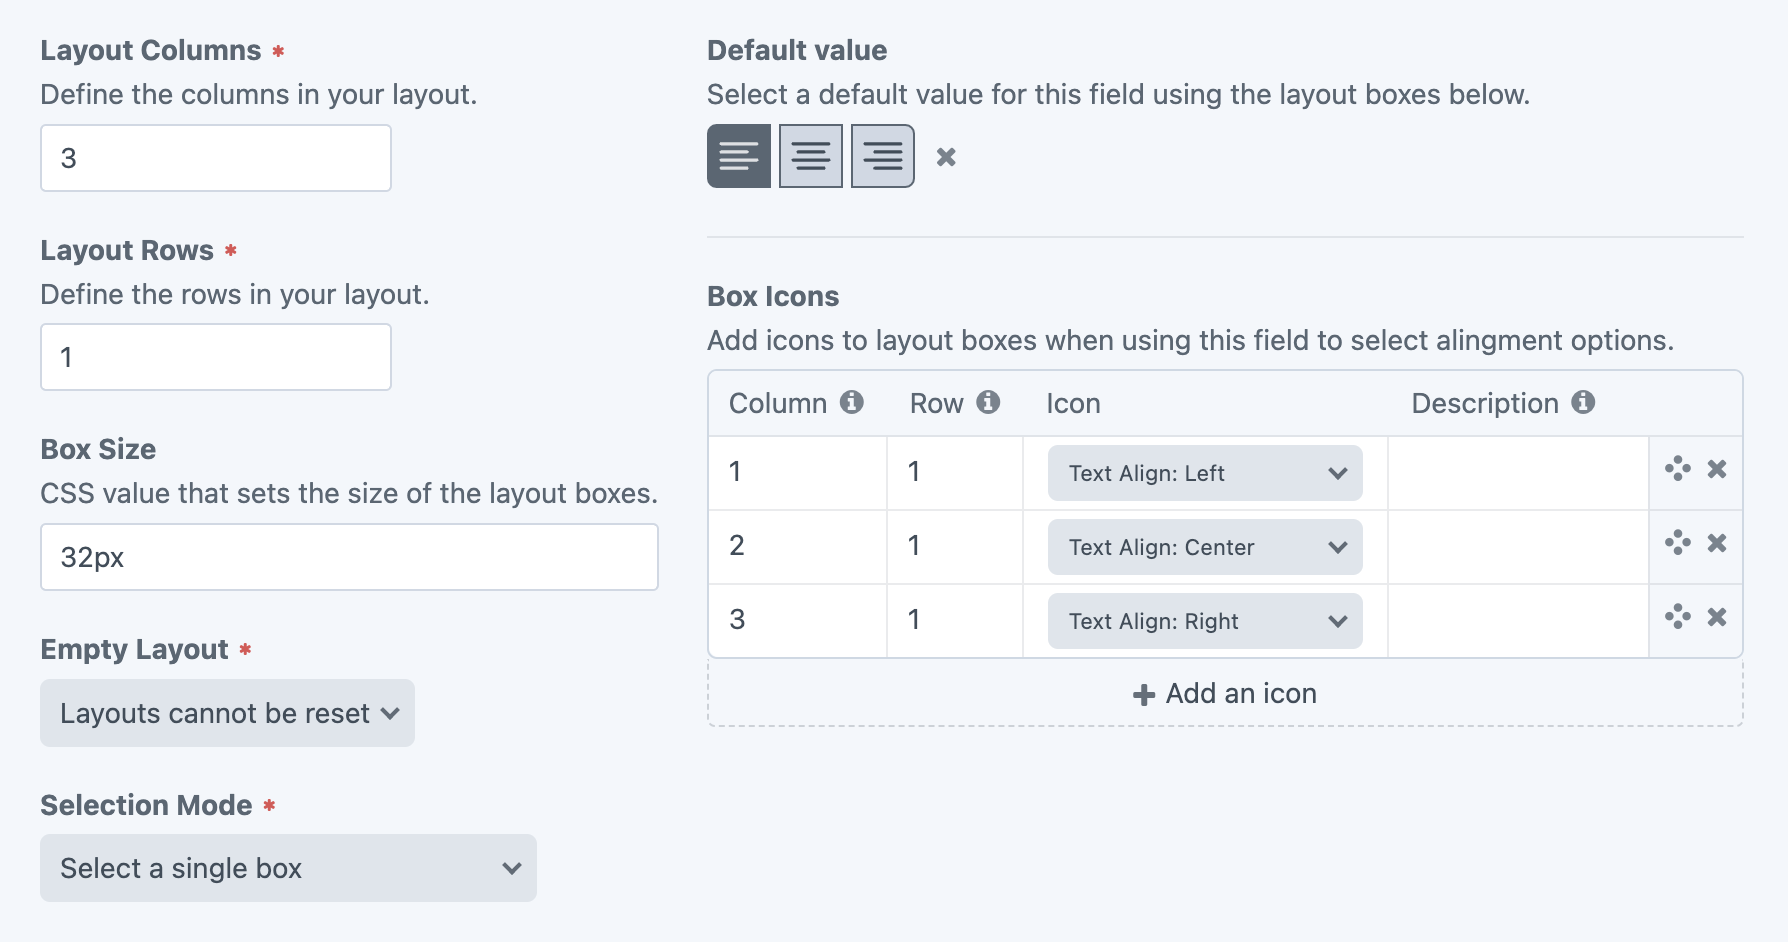 Layout Columns *
Define the columns in your layout.
3
Layout Rows *
Define the rows in your layout.
1
Box Size
CSS value that sets the size of the layout boxes.
32px
Empty Layout *
Layouts cannot be reset
Selection Mode *
Select a single box
Default value
Select a default value for this field using the layout boxes below.
Box Icons
Add icons to layout boxes when using this field to select alingment options.
Column Row Icon Description
1 1 Text Align: Left
2 1 Text Align: Center
3 1 Text Align: Right
+ Add an icon